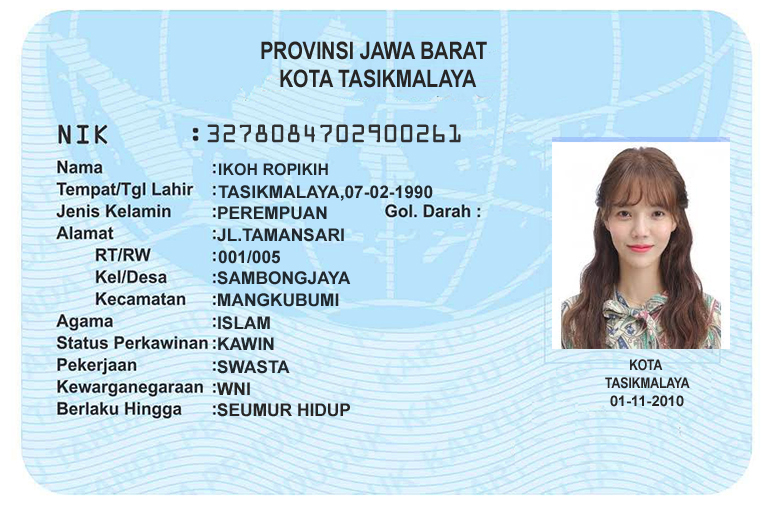 PROVINSI JAWA BARAT
KOTA TASIKMALAYA
NIK : 3278084702900261
Nama :IKOH ROPIKIH
Tempat/Tgl Lahir :TASIKMALAYA,07-02-1990
Jenis Kelamin :PEREMPUAN Gol. Darah :
Alamat :JL.TAMANSARI
RT/RW :001/005
Kel/Desa :SAMBONGJAYA
Kecamatan :MANGKUBUMI
Agama :ISLAM
Status Perkawinan :KAWIN
Pekerjaan :SWASTA
Kewarganegaraan :WNI
Berlaku Hingga :SEUMUR HIDUP
KOTA
TASIKMALAYA
01-11-2010